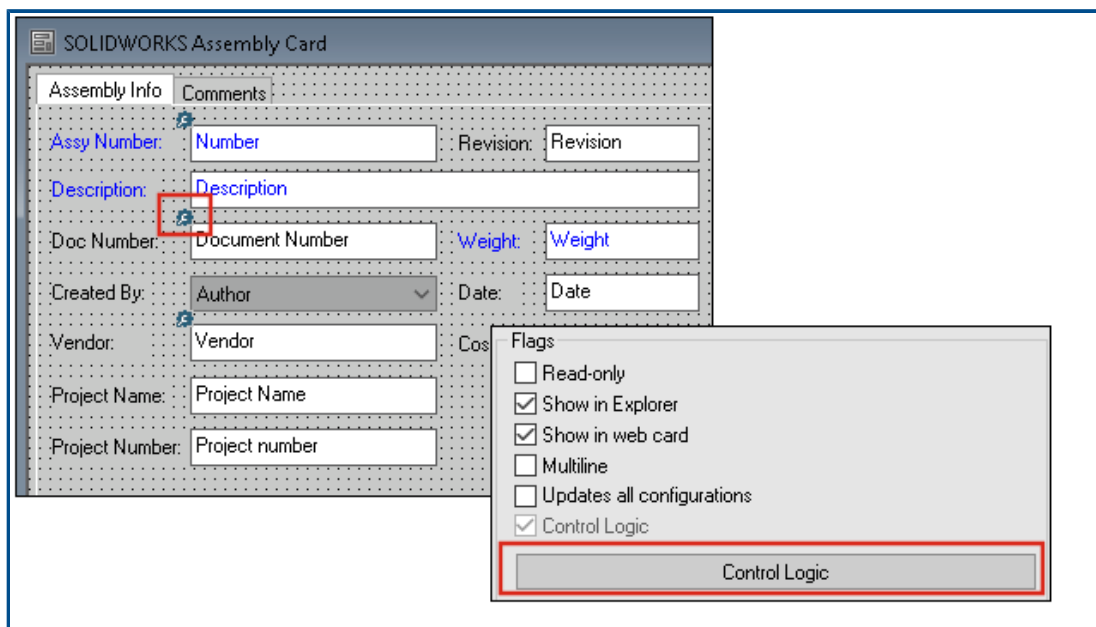 SOLIDWORKS Assembly Card
Assembly Info Comments
Assy Number: Number Revision: Revision
Description: Description
Doc Number: Document Number Weight: Weight
Created By: Author Date: Date
Vendor: Vendor Cos
Project Name: Project Name
Project Number: Project number
Flags
Read-only
Show in Explorer
Show in web card
Multiline
Updates all configurations
Control Logic
Control Logic